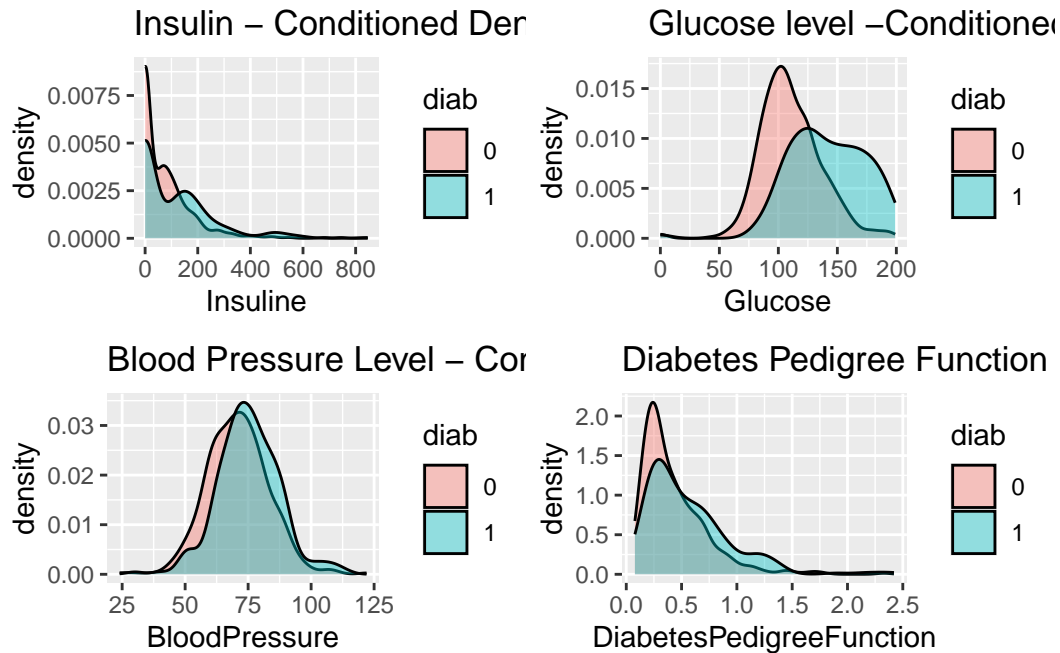 Insulin – Conditioned Den
density
0.0075
0.0050
0.0025
0.0000
0 200 400 600 800
Insuline
diab
0
1
Glucose level –Conditioned
density
0.015
0.010
0.005
0.000
0 50 100 150 200
Glucose
diab
0
1
Blood Pressure Level – Con
density
0.03
0.02
0.01
0.00
25 50 75 100 125
BloodPressure
diab
0
1
Diabetes Pedigree Function
density
2.0
1.5
1.0
0.5
0.0
0.0 0.5 1.0 1.5 2.0 2.5
DiabetesPedigreeFunction
diab
0
1